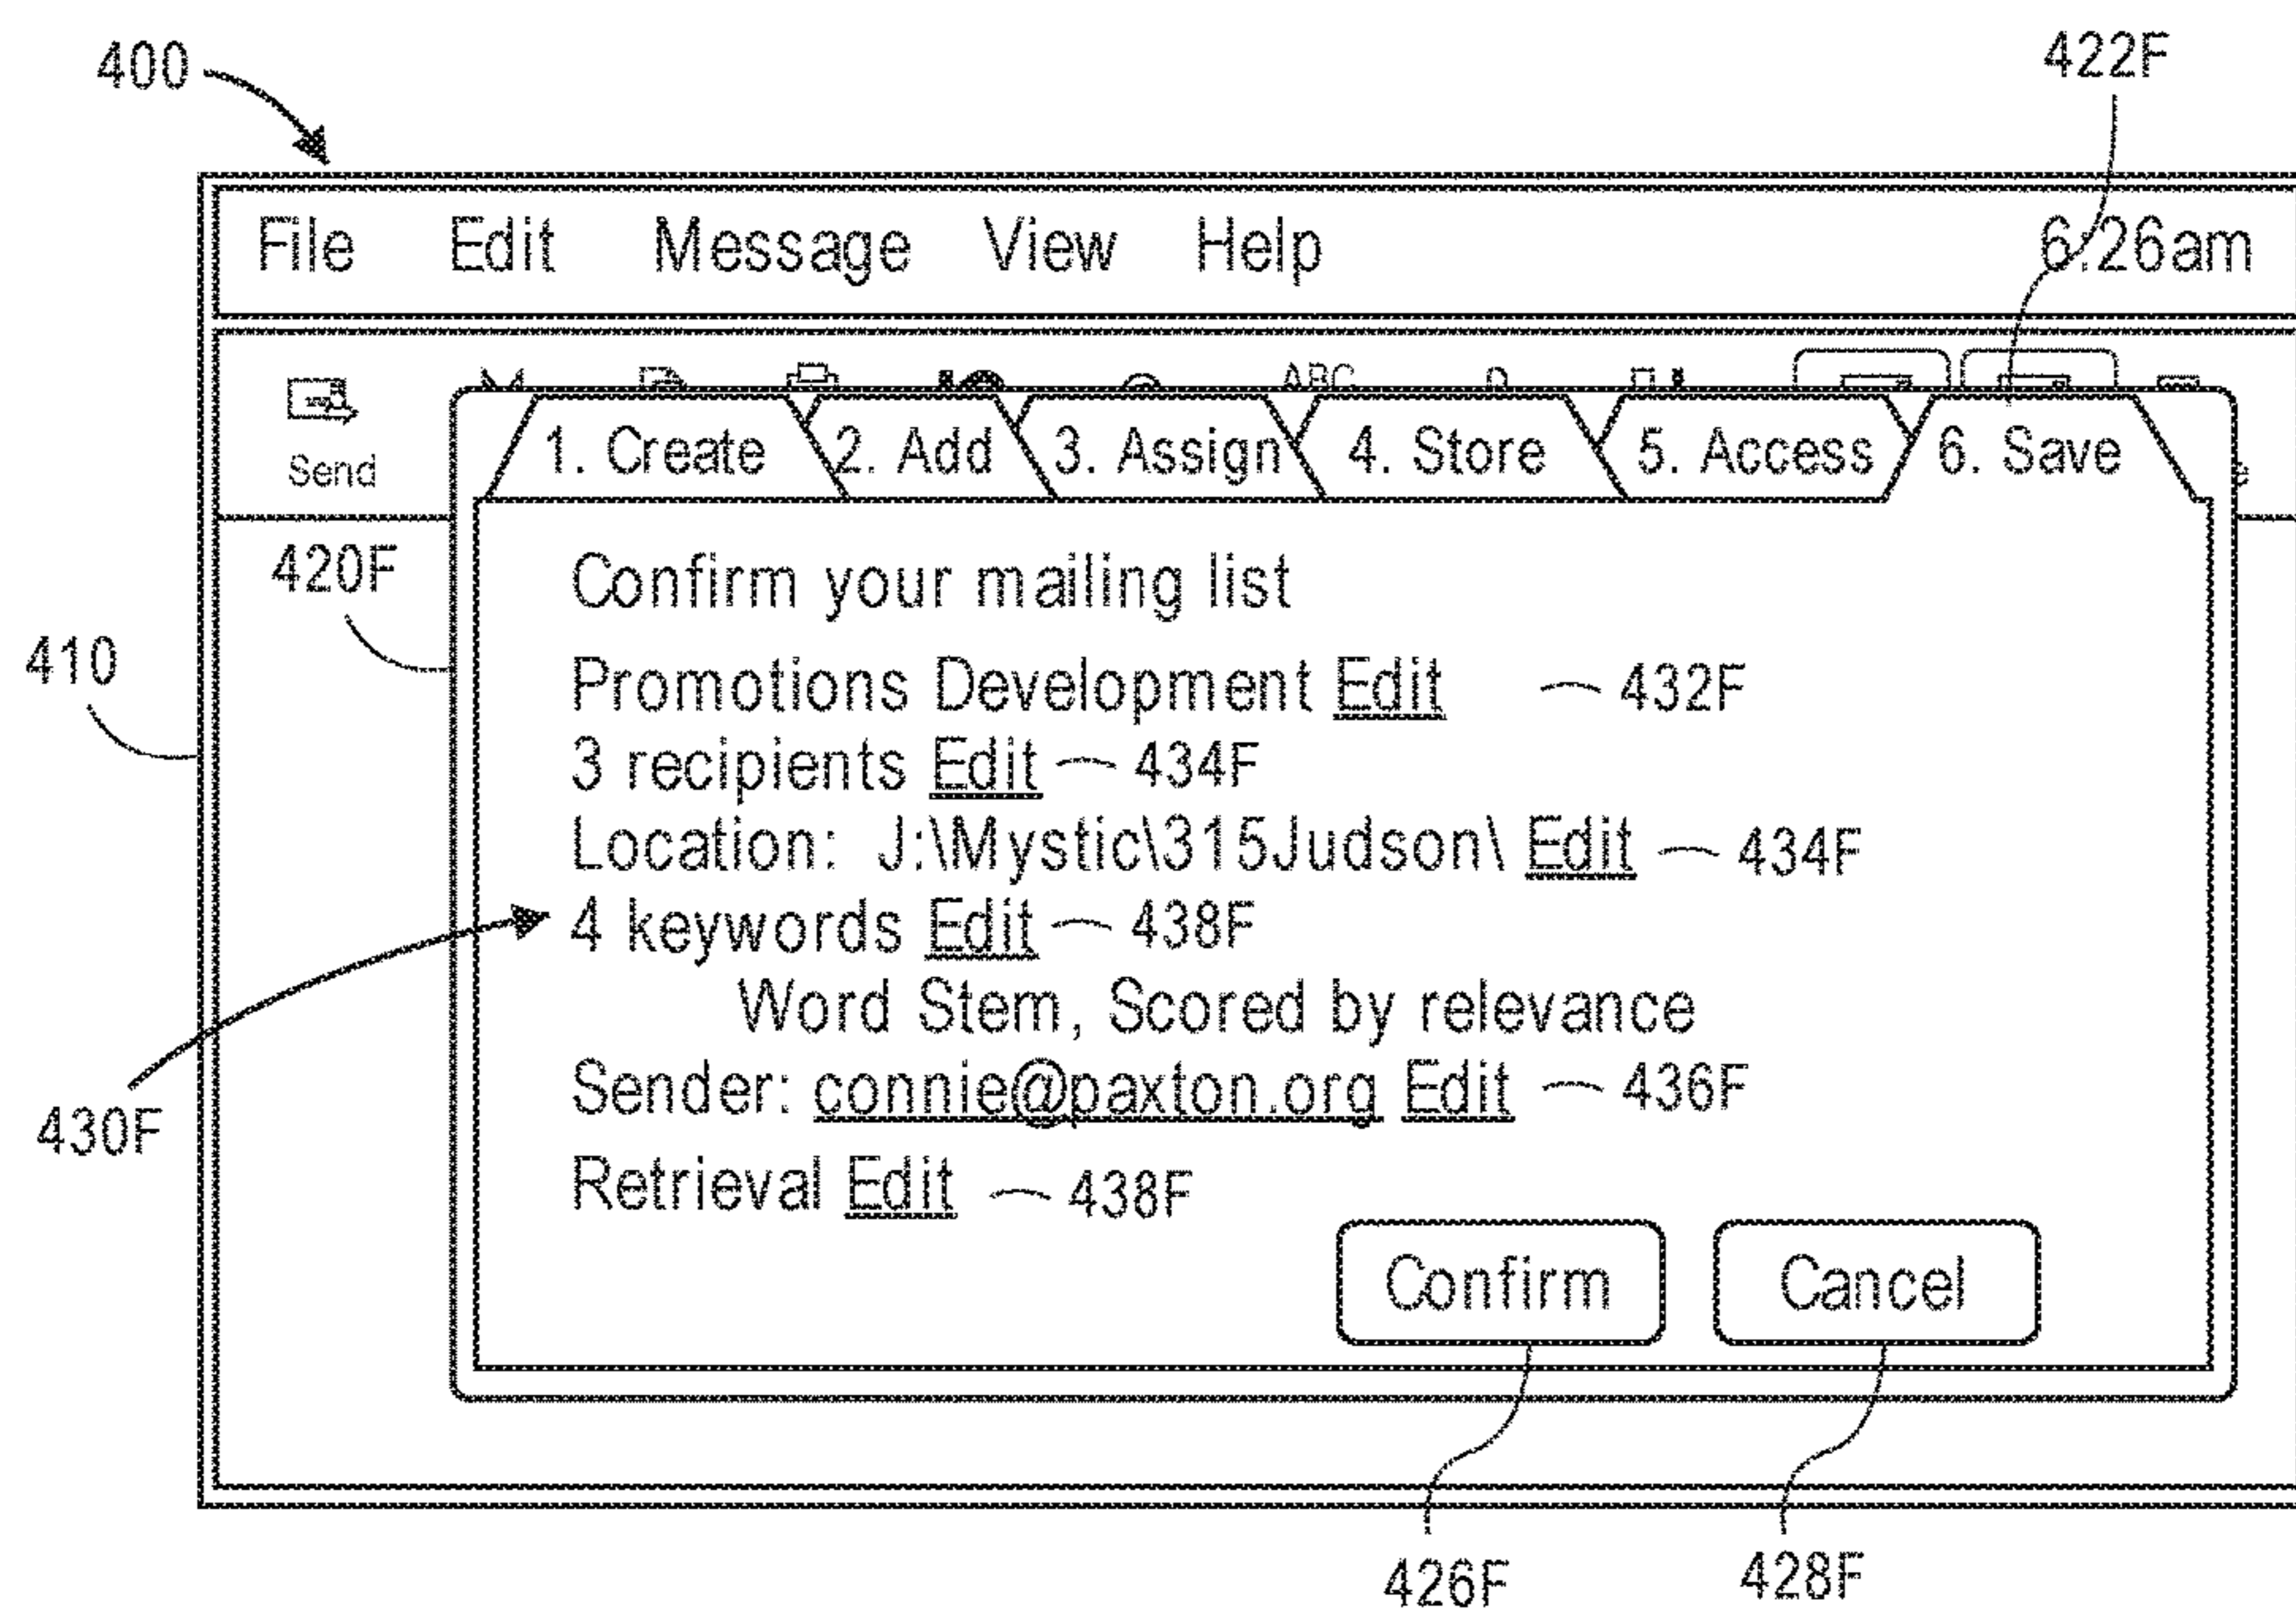 400
422F
File Edit Message View Help 6:26am
ABC
Send
1. Create 2. Add 3. Assign 4. Store 5. Access 6. Save
420F
410
Confirm your mailing list
Promotions Development Edit 432F
3 recipients Edit 434F
Location: J:\Mystic\315Judson\ Edit 434F
4 keywords Edit 438F
Word Stem, Scored by relevance
Sender: connie@paxton.org Edit 436F
430F
Retrieval Edit 438F
Confirm Cancel
426F 428F